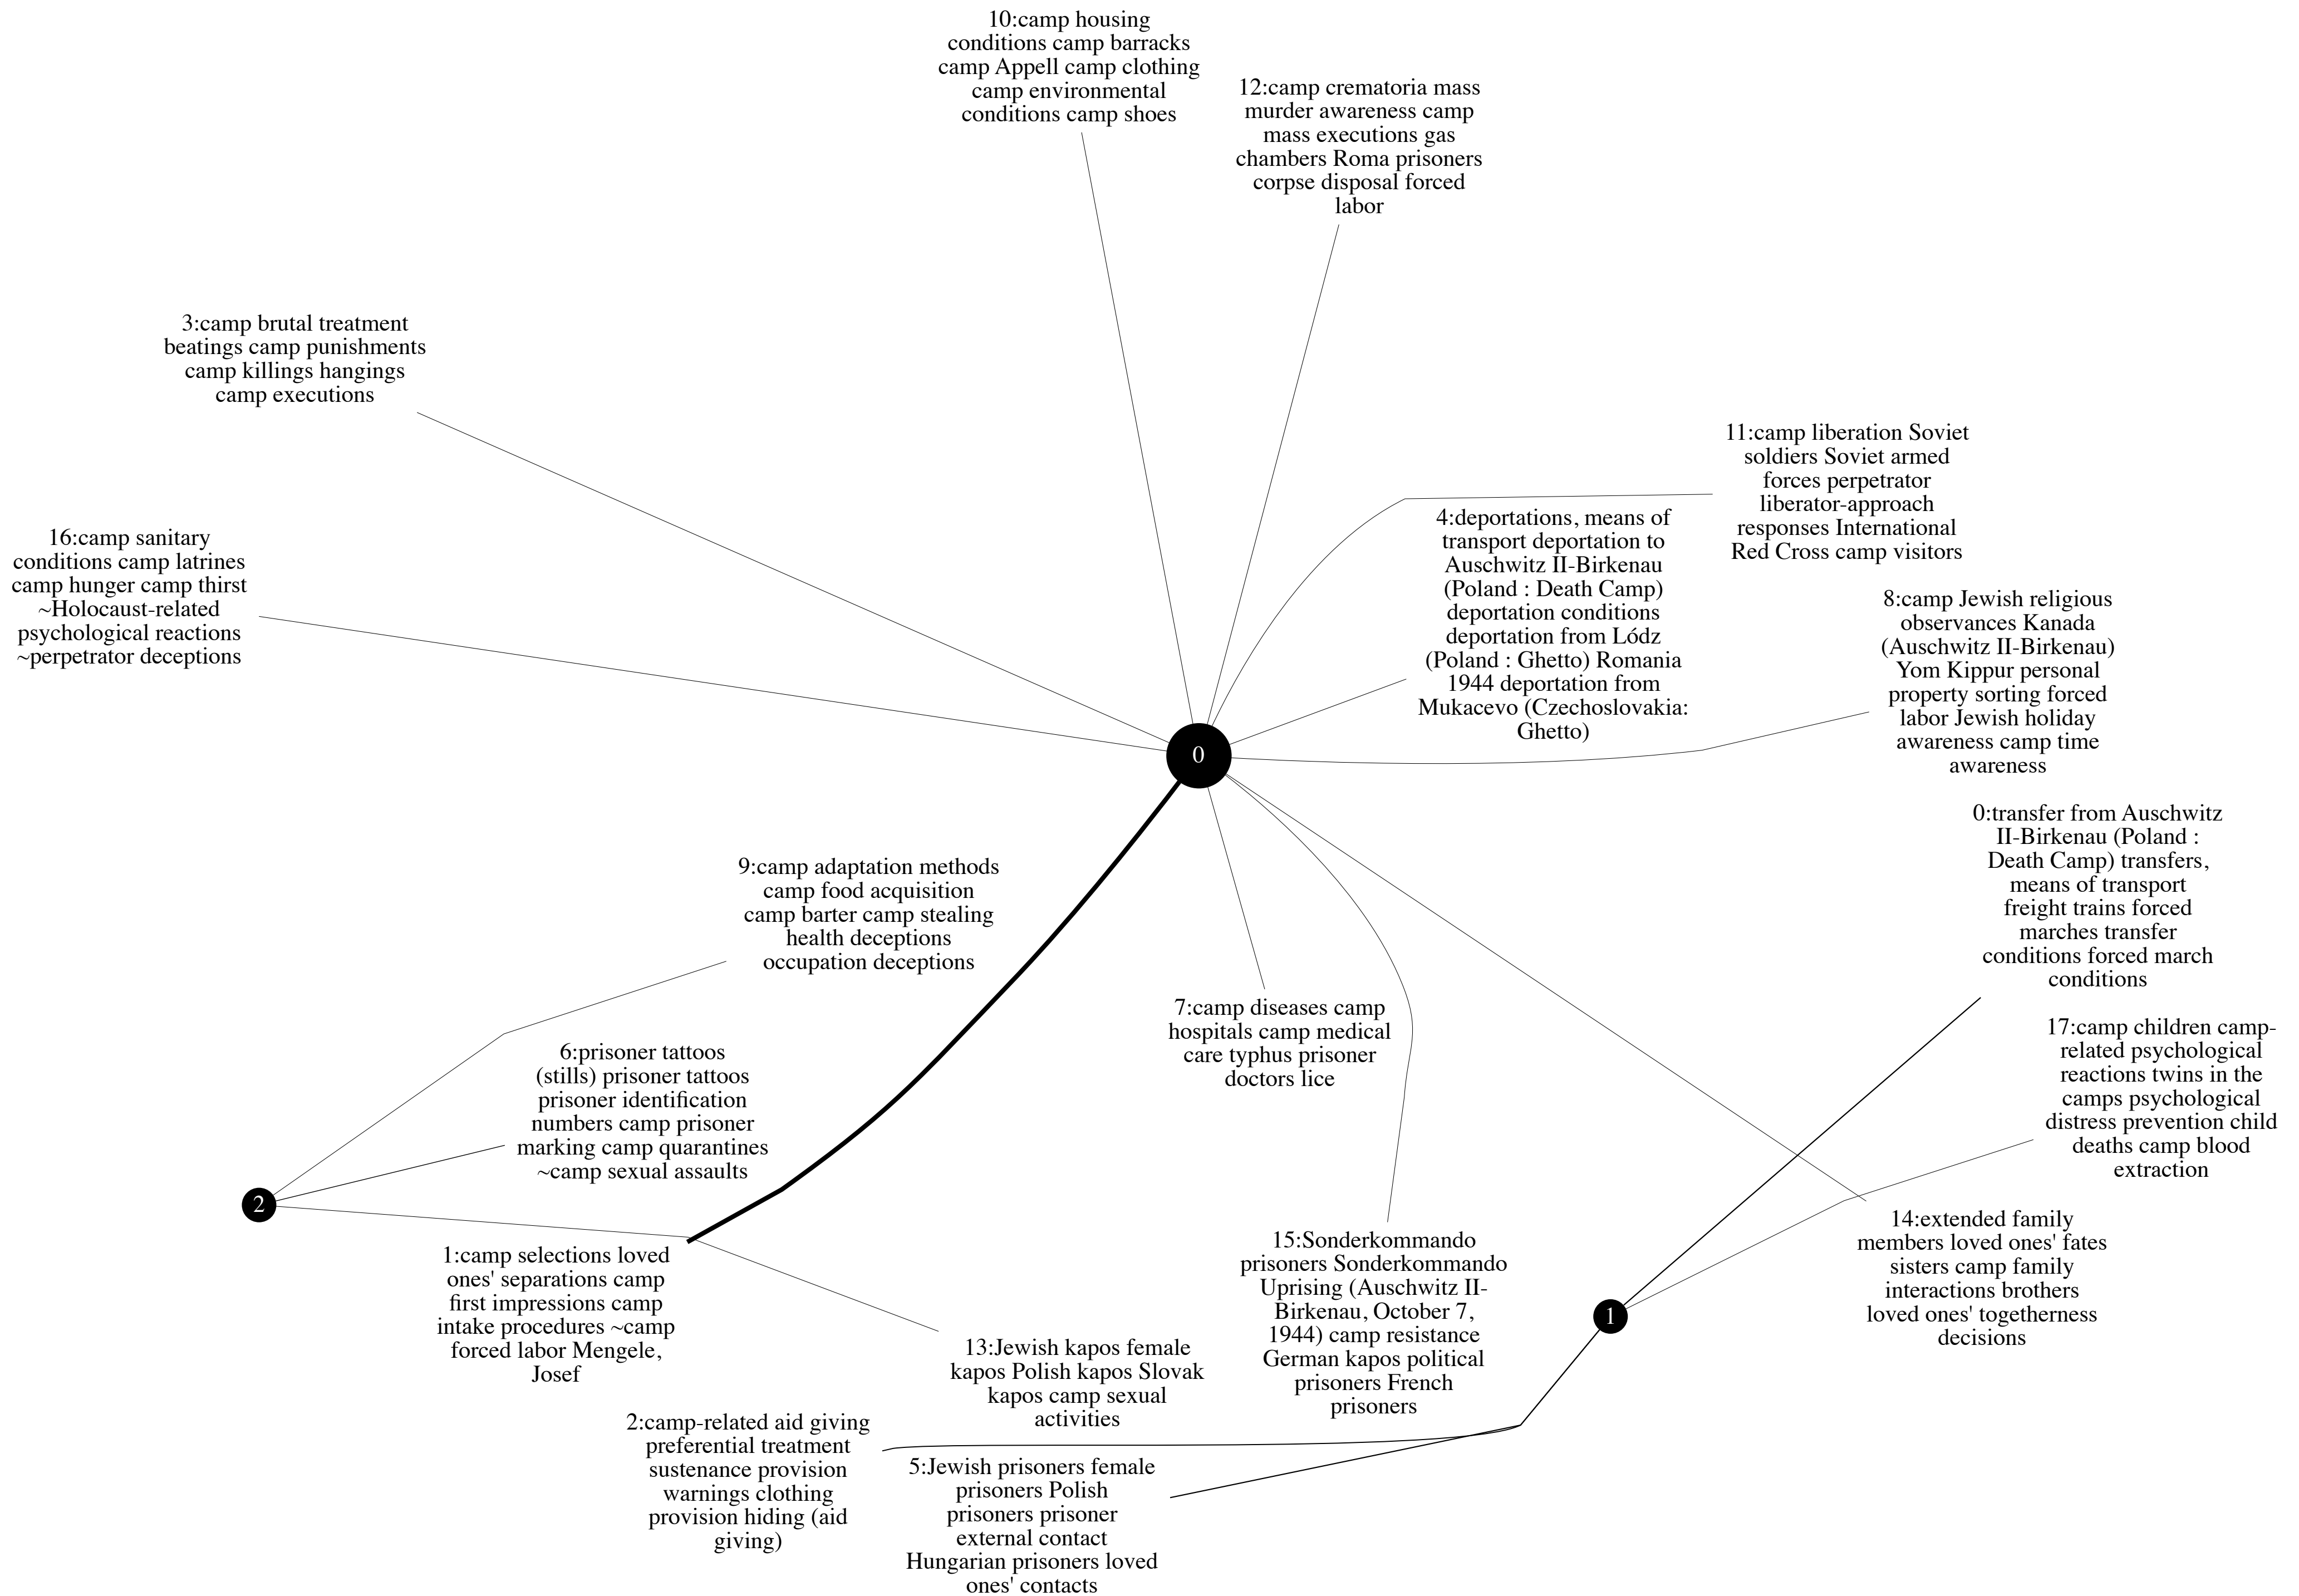 10:camp housing
conditions camp barracks
camp Appell camp clothing
camp environmental
conditions camp shoes
12:camp crematoria mass
murder awareness camp
mass executions gas
chambers Roma prisoners
corpse disposal forced
labor
3:camp brutal treatment
beatings camp punishments
camp killings hangings
camp executions
11:camp liberation Soviet
soldiers Soviet armed
forces perpetrator
liberator-approach
responses International
Red Cross camp visitors
16:camp sanitary
conditions camp latrines
camp hunger camp thirst
~Holocaust-related
psychological reactions
~perpetrator deceptions
4:deportations, means of
transport deportation to
Auschwitz II-Birkenau
(Poland : Death Camp)
deportation conditions
deportation from Lódz
(Poland : Ghetto) Romania
1944 deportation from
Mukacevo (Czechoslovakia:
Ghetto)
8:camp Jewish religious
observances Kanada
(Auschwitz II-Birkenau)
Yom Kippur personal
property sorting forced
labor Jewish holiday
awareness camp time
awareness
0
0:transfer from Auschwitz
II-Birkenau (Poland :
Death Camp) transfers,
means of transport
freight trains forced
marches transfer
conditions forced march
conditions
9:camp adaptation methods
camp food acquisition
camp barter camp stealing
health deceptions
occupation deceptions
7:camp diseases camp
hospitals camp medical
care typhus prisoner
doctors lice
17:camp children camp-
related psychological
reactions twins in the
camps psychological
distress prevention child
deaths camp blood
extraction
6:prisoner tattoos
(stills) prisoner tattoos
prisoner identification
numbers camp prisoner
marking camp quarantines
~camp sexual assaults
2
1:camp selections loved
ones' separations camp
first impressions camp
intake procedures ~camp
forced labor Mengele,
Josef
15:Sonderkommando
prisoners Sonderkommando
Uprising (Auschwitz II-
Birkenau, October 7,
1944) camp resistance
German kapos political
prisoners French
prisoners
14:extended family
members loved ones' fates
sisters camp family
interactions brothers
loved ones' togetherness
decisions
1
13:Jewish kapos female
kapos Polish kapos Slovak
kapos camp sexual
activities
2:camp-related aid giving
preferential treatment
sustenance provision
warnings clothing
provision hiding (aid
giving)
5:Jewish prisoners female
prisoners Polish
prisoners prisoner
external contact
Hungarian prisoners loved
ones' contacts